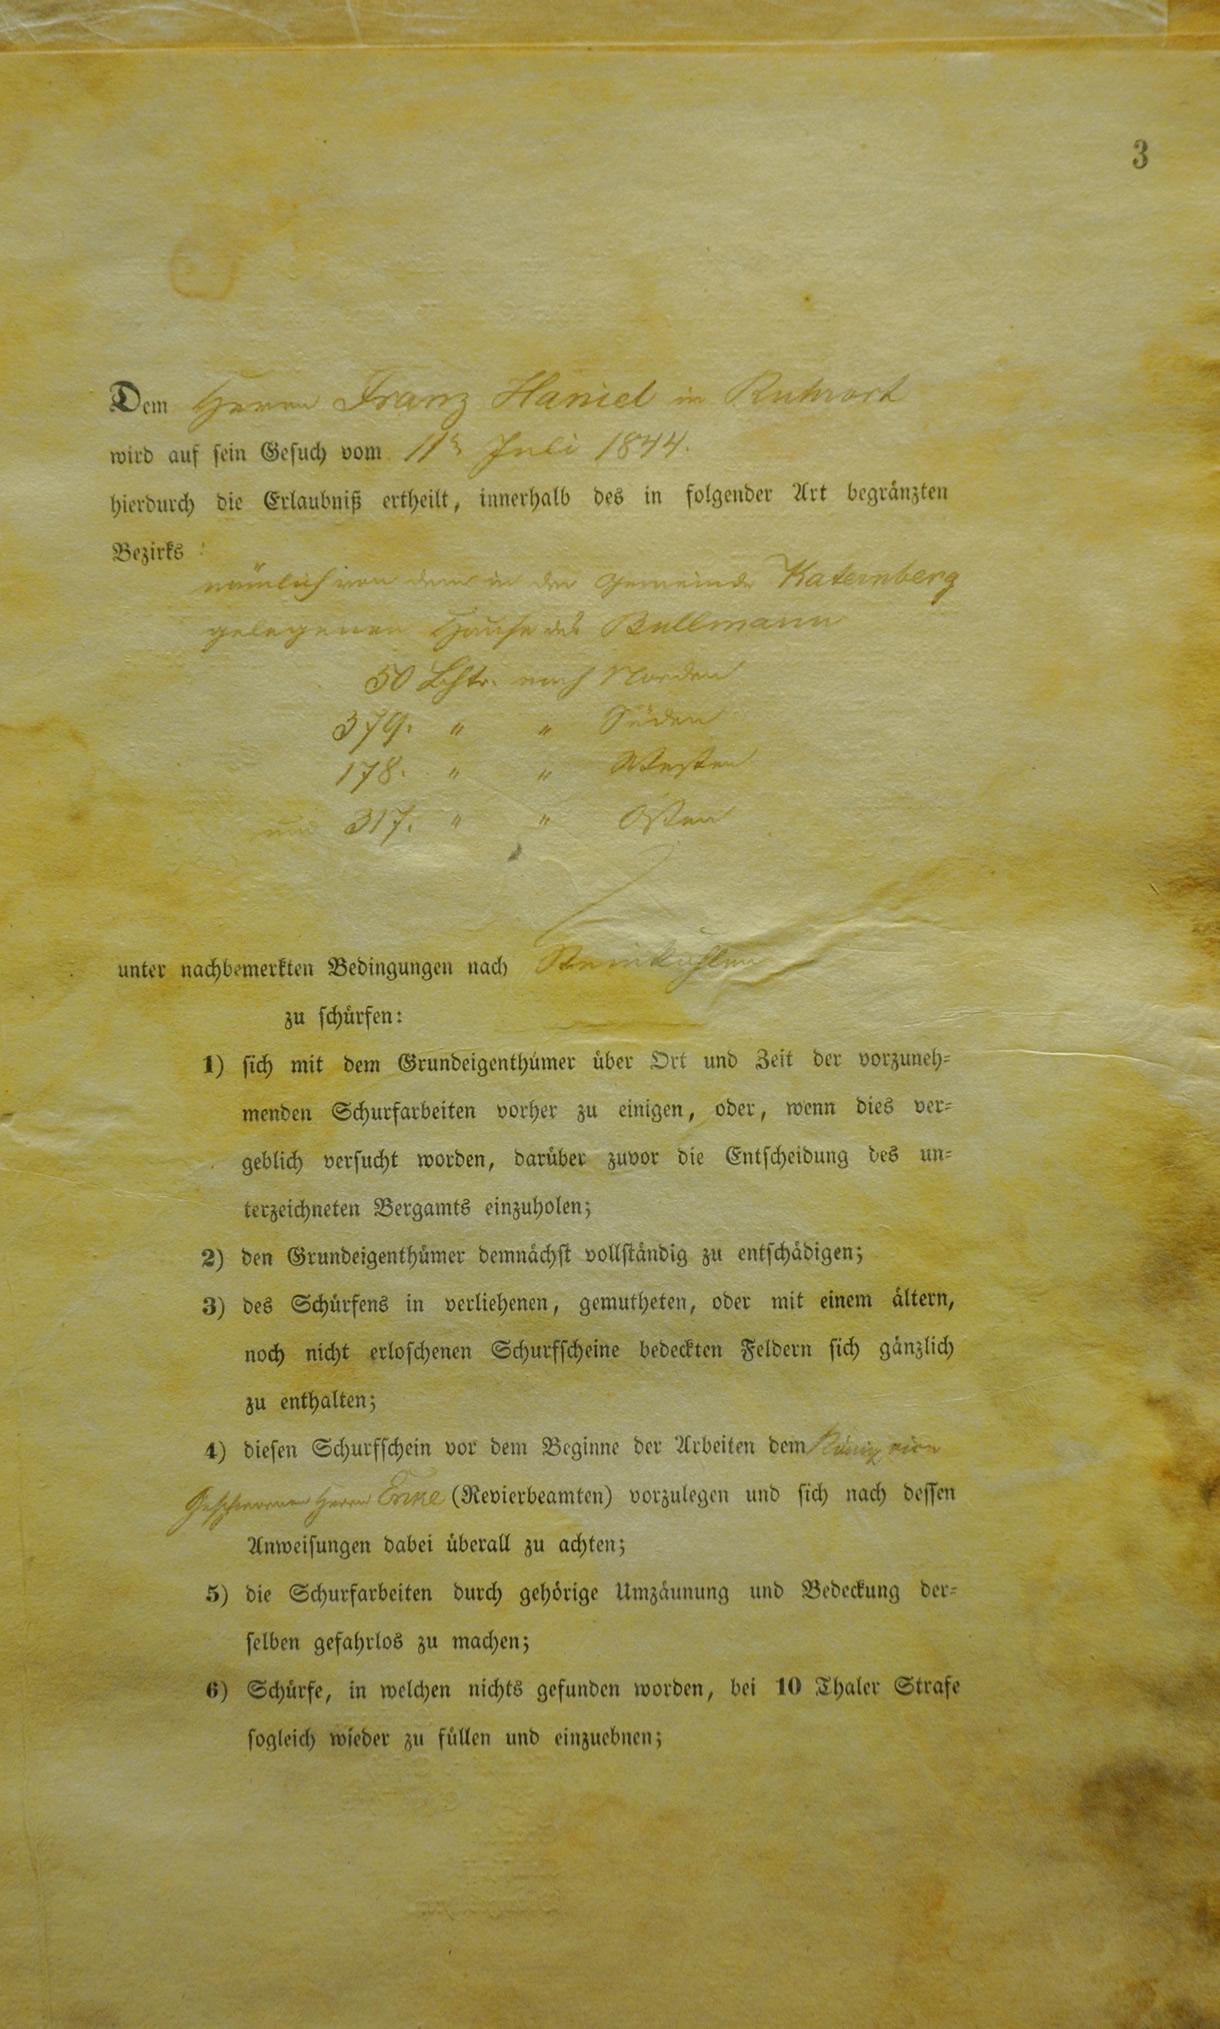 3
Dem Herrn Franz Haniel in Ruhrort
wird auf sein Gesuch vom 11ᵗ Juli 1844.
hierdurch die Erlaubniß ertheilt, innerhalb des in folgender Art begränzten
Bezirks:
nämlich von dem in der Gemeinde Katernberg
gelegenen Hause des Bullmann
50 Lchtr. nach Norden
379. " " Süden
178. " " Westen
und 317. " " Osten
unter nachbemerkten Bedingungen nach Steinkohlen
zu schürfen:
1) sich mit dem Grundeigenthümer über Ort und Zeit der vorzuneh=
menden Schurfarbeiten vorher zu einigen, oder, wenn dies ver=
geblich versucht worden, darüber zuvor die Entscheidung des un=
terzeichneten Bergamts einzuholen;
2) den Grundeigenthümer demnächst vollständig zu entschädigen;
3) des Schürfens in verliehenen, gemutheten, oder mit einem ältern,
noch nicht erloschenen Schurfscheine bedeckten Feldern sich gänzlich
zu enthalten;
4) diesen Schurfschein vor dem Beginne der Arbeiten dem
Geschwornen Herrn (Revierbeamten) vorzulegen und sich nach dessen
Anweisungen dabei überall zu achten;
5) die Schurfarbeiten durch gehörige Umzäunung und Bedeckung der=
selben gefahrlos zu machen;
6) Schürfe, in welchen nichts gefunden worden, bei 10 Thaler Strafe
sogleich wieder zu füllen und einzuebnen;